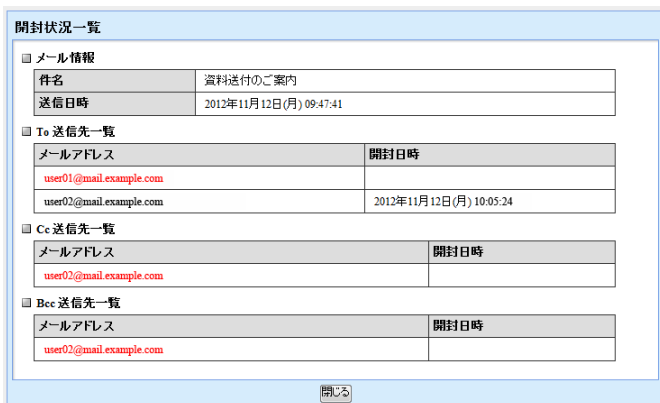 開封状況一覧
メール情報
件名 資料送付のご案内
送信日時 2012年11月12日(月) 09:47:41
To 送信先一覧
メールアドレス 開封日時
user01@mail.example.com
user02@mail.example.com 2012年11月12日(月) 10:05:24
Cc 送信先一覧
メールアドレス 開封日時
user02@mail.example.com
Bcc 送信先一覧
メールアドレス 開封日時
user02@mail.example.com
閉じる